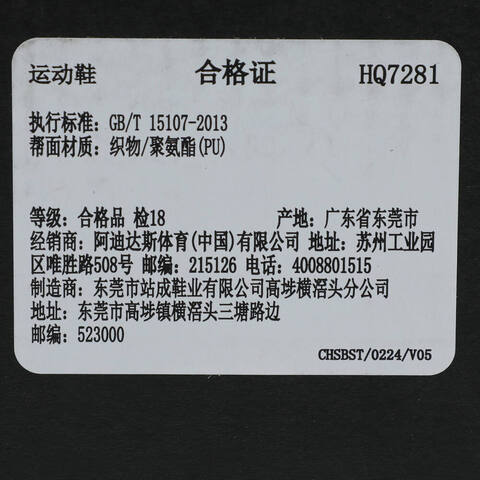 运动鞋 合格证 HQ7281
执行标准: GB/T 15107-2013
帮面材质: 织物/聚氨酯(PU)
等级: 合格品 检18 产地: 广东省东莞市
经销商: 阿迪达斯体育(中国)有限公司 地址: 苏州工业园
区唯胜路508号 邮编: 215126 电话: 4008801515
制造商: 东莞市站成鞋业有限公司高埗横滘头分公司
地址: 东莞市高埗镇横滘头三塘路边
邮编: 523000
CHSBST/0224/V05